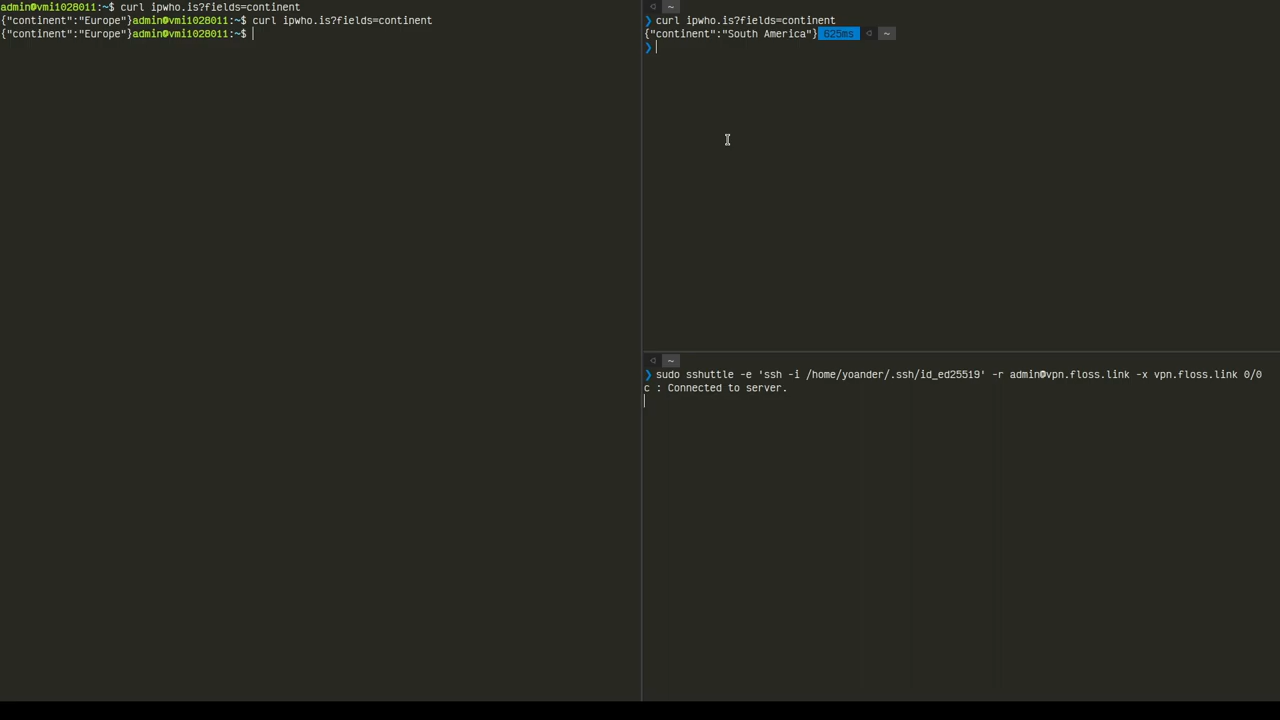 admin@vmi1028011:~$ curl ipwho.is?fields=continent
{"continent":"Europe"}admin@vmi1028011:~$ curl ipwho.is?fields=continent
{"continent":"Europe"}admin@vmi1028011:~$
~
❯ curl ipwho.is?fields=continent
{"continent":"South America"} 625ms ~
❯
~
❯ sudo sshuttle -e 'ssh -i /home/yoander/.ssh/id_ed25519' -r admin@vpn.floss.link -x vpn.floss.link 0/0
c : Connected to server.